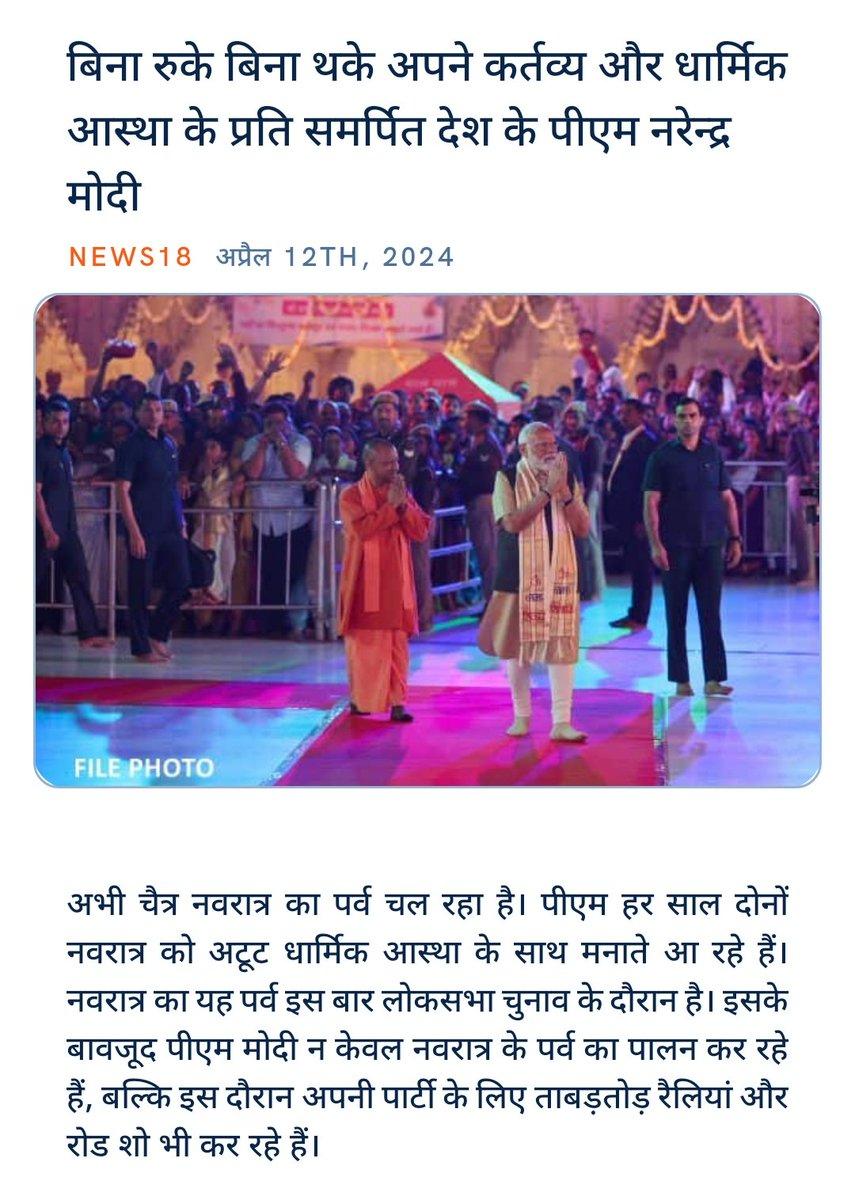 बिना रुके बिना थके अपने कर्तव्य और धार्मिक
आस्था के प्रति समर्पित देश के पीएम नरेन्द्र
मोदी
NEWS18 अप्रैल 12TH, 2024
FILE PHOTO
अभी चैत्र नवरात्र का पर्व चल रहा है। पीएम हर साल दोनों
नवरात्र को अटूट धार्मिक आस्था के साथ मनाते आ रहे हैं।
नवरात्र का यह पर्व इस बार लोकसभा चुनाव के दौरान है। इसके
बावजूद पीएम मोदी न केवल नवरात्र के पर्व का पालन कर रहे
हैं, बल्कि इस दौरान अपनी पार्टी के लिए ताबड़तोड़ रैलियां और
रोड शो भी कर रहे हैं।